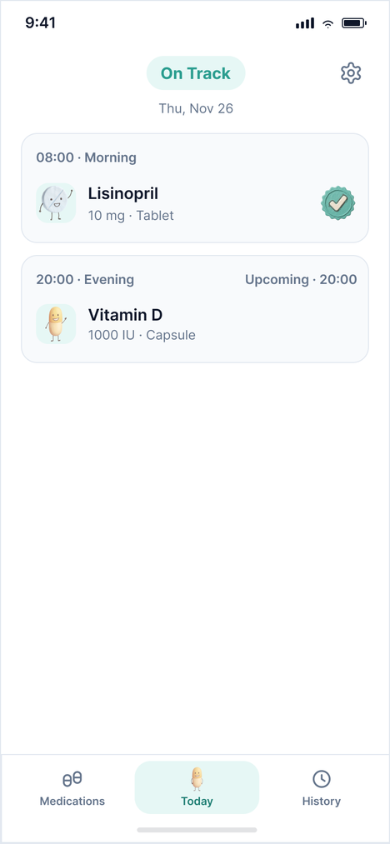 9:41
On Track
Thu, Nov 26
08:00 · Morning
Lisinopril
10 mg · Tablet
20:00 · Evening
Upcoming · 20:00
Vitamin D
1000 IU · Capsule
Medications
Today
History